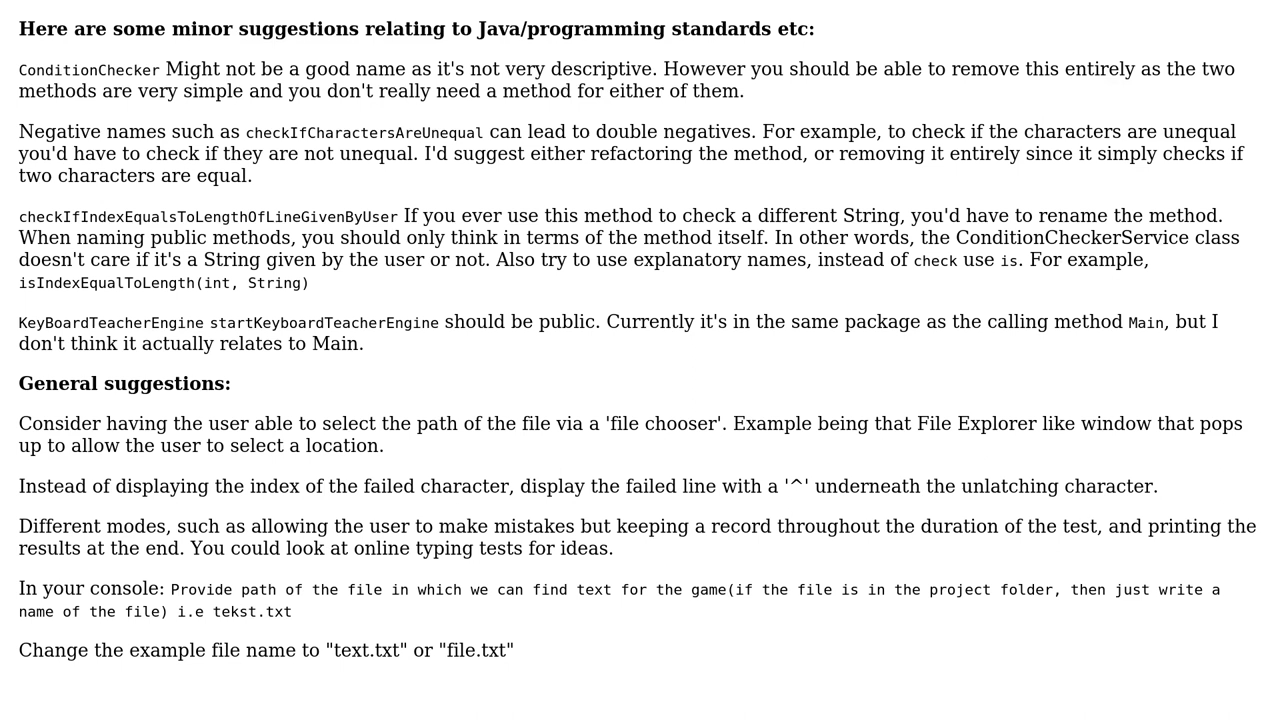 Here are some minor suggestions relating to Java/programming standards etc:
ConditionChecker Might not be a good name as it's not very descriptive. However you should be able to remove this entirely as the two
methods are very simple and you don't really need a method for either of them.
Negative names such as checkIfCharactersAreUnequal can lead to double negatives. For example, to check if the characters are unequal
you'd have to check if they are not unequal. I'd suggest either refactoring the method, or removing it entirely since it simply checks if
two characters are equal.
checkIfIndexEqualsToLengthOfLineGivenByUser If you ever use this method to check a different String, you'd have to rename the method.
When naming public methods, you should only think in terms of the method itself. In other words, the ConditionCheckerService class
doesn't care if it's a String given by the user or not. Also try to use explanatory names, instead of check use is. For example,
isIndexEqualToLength(int, String)
KeyBoardTeacherEngine startKeyboardTeacherEngine should be public. Currently it's in the same package as the calling method Main, but I
don't think it actually relates to Main.
General suggestions:
Consider having the user able to select the path of the file via a 'file chooser'. Example being that File Explorer like window that pops
up to allow the user to select a location.
Instead of displaying the index of the failed character, display the failed line with a '^' underneath the unlatching character.
Different modes, such as allowing the user to make mistakes but keeping a record throughout the duration of the test, and printing the
results at the end. You could look at online typing tests for ideas.
In your console: Provide path of the file in which we can find text for the game(if the file is in the project folder, then just write a
name of the file) i.e tekst.txt
Change the example file name to "text.txt" or "file.txt"